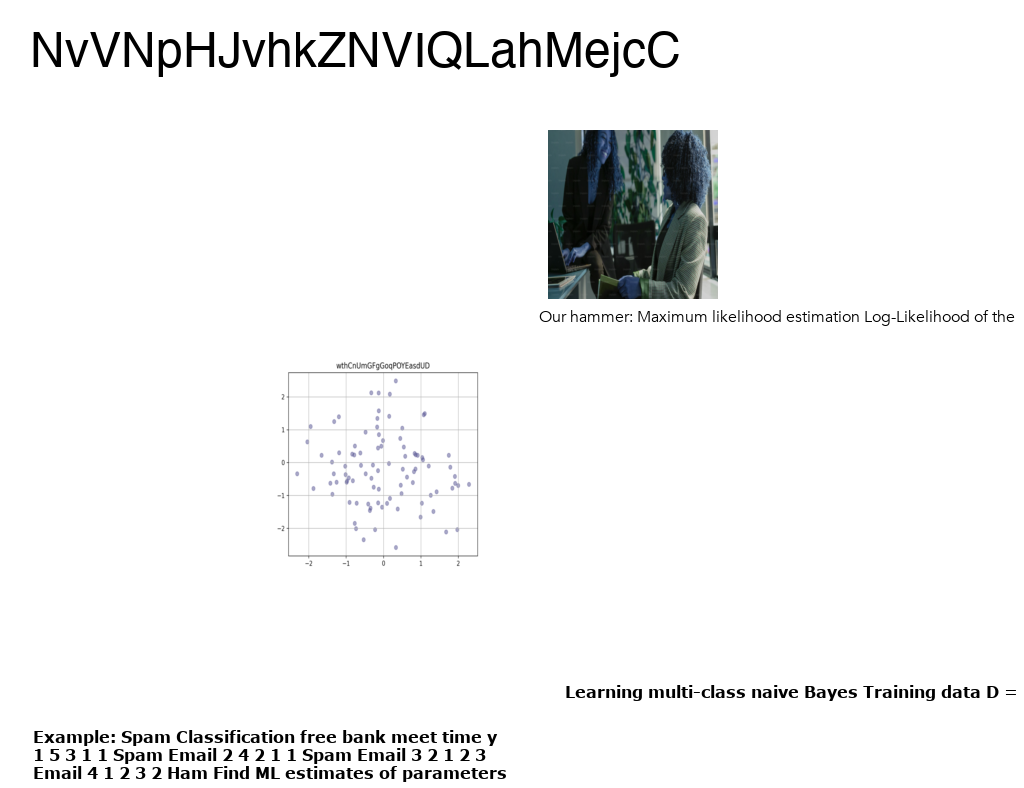 NvVNpHJvhkZNVIQLahMejcC
Our hammer: Maximum likelihood estimation Log-Likelihood of the
wthCnUmGFgGoqPOYEasdUD
2
1
0
−1
−2
−2 −1 0 1 2
Learning multi-class naive Bayes Training data D =
Example: Spam Classification free bank meet time y
1 5 3 1 1 Spam Email 2 4 2 1 1 Spam Email 3 2 1 2 3
Email 4 1 2 3 2 Ham Find ML estimates of parameters